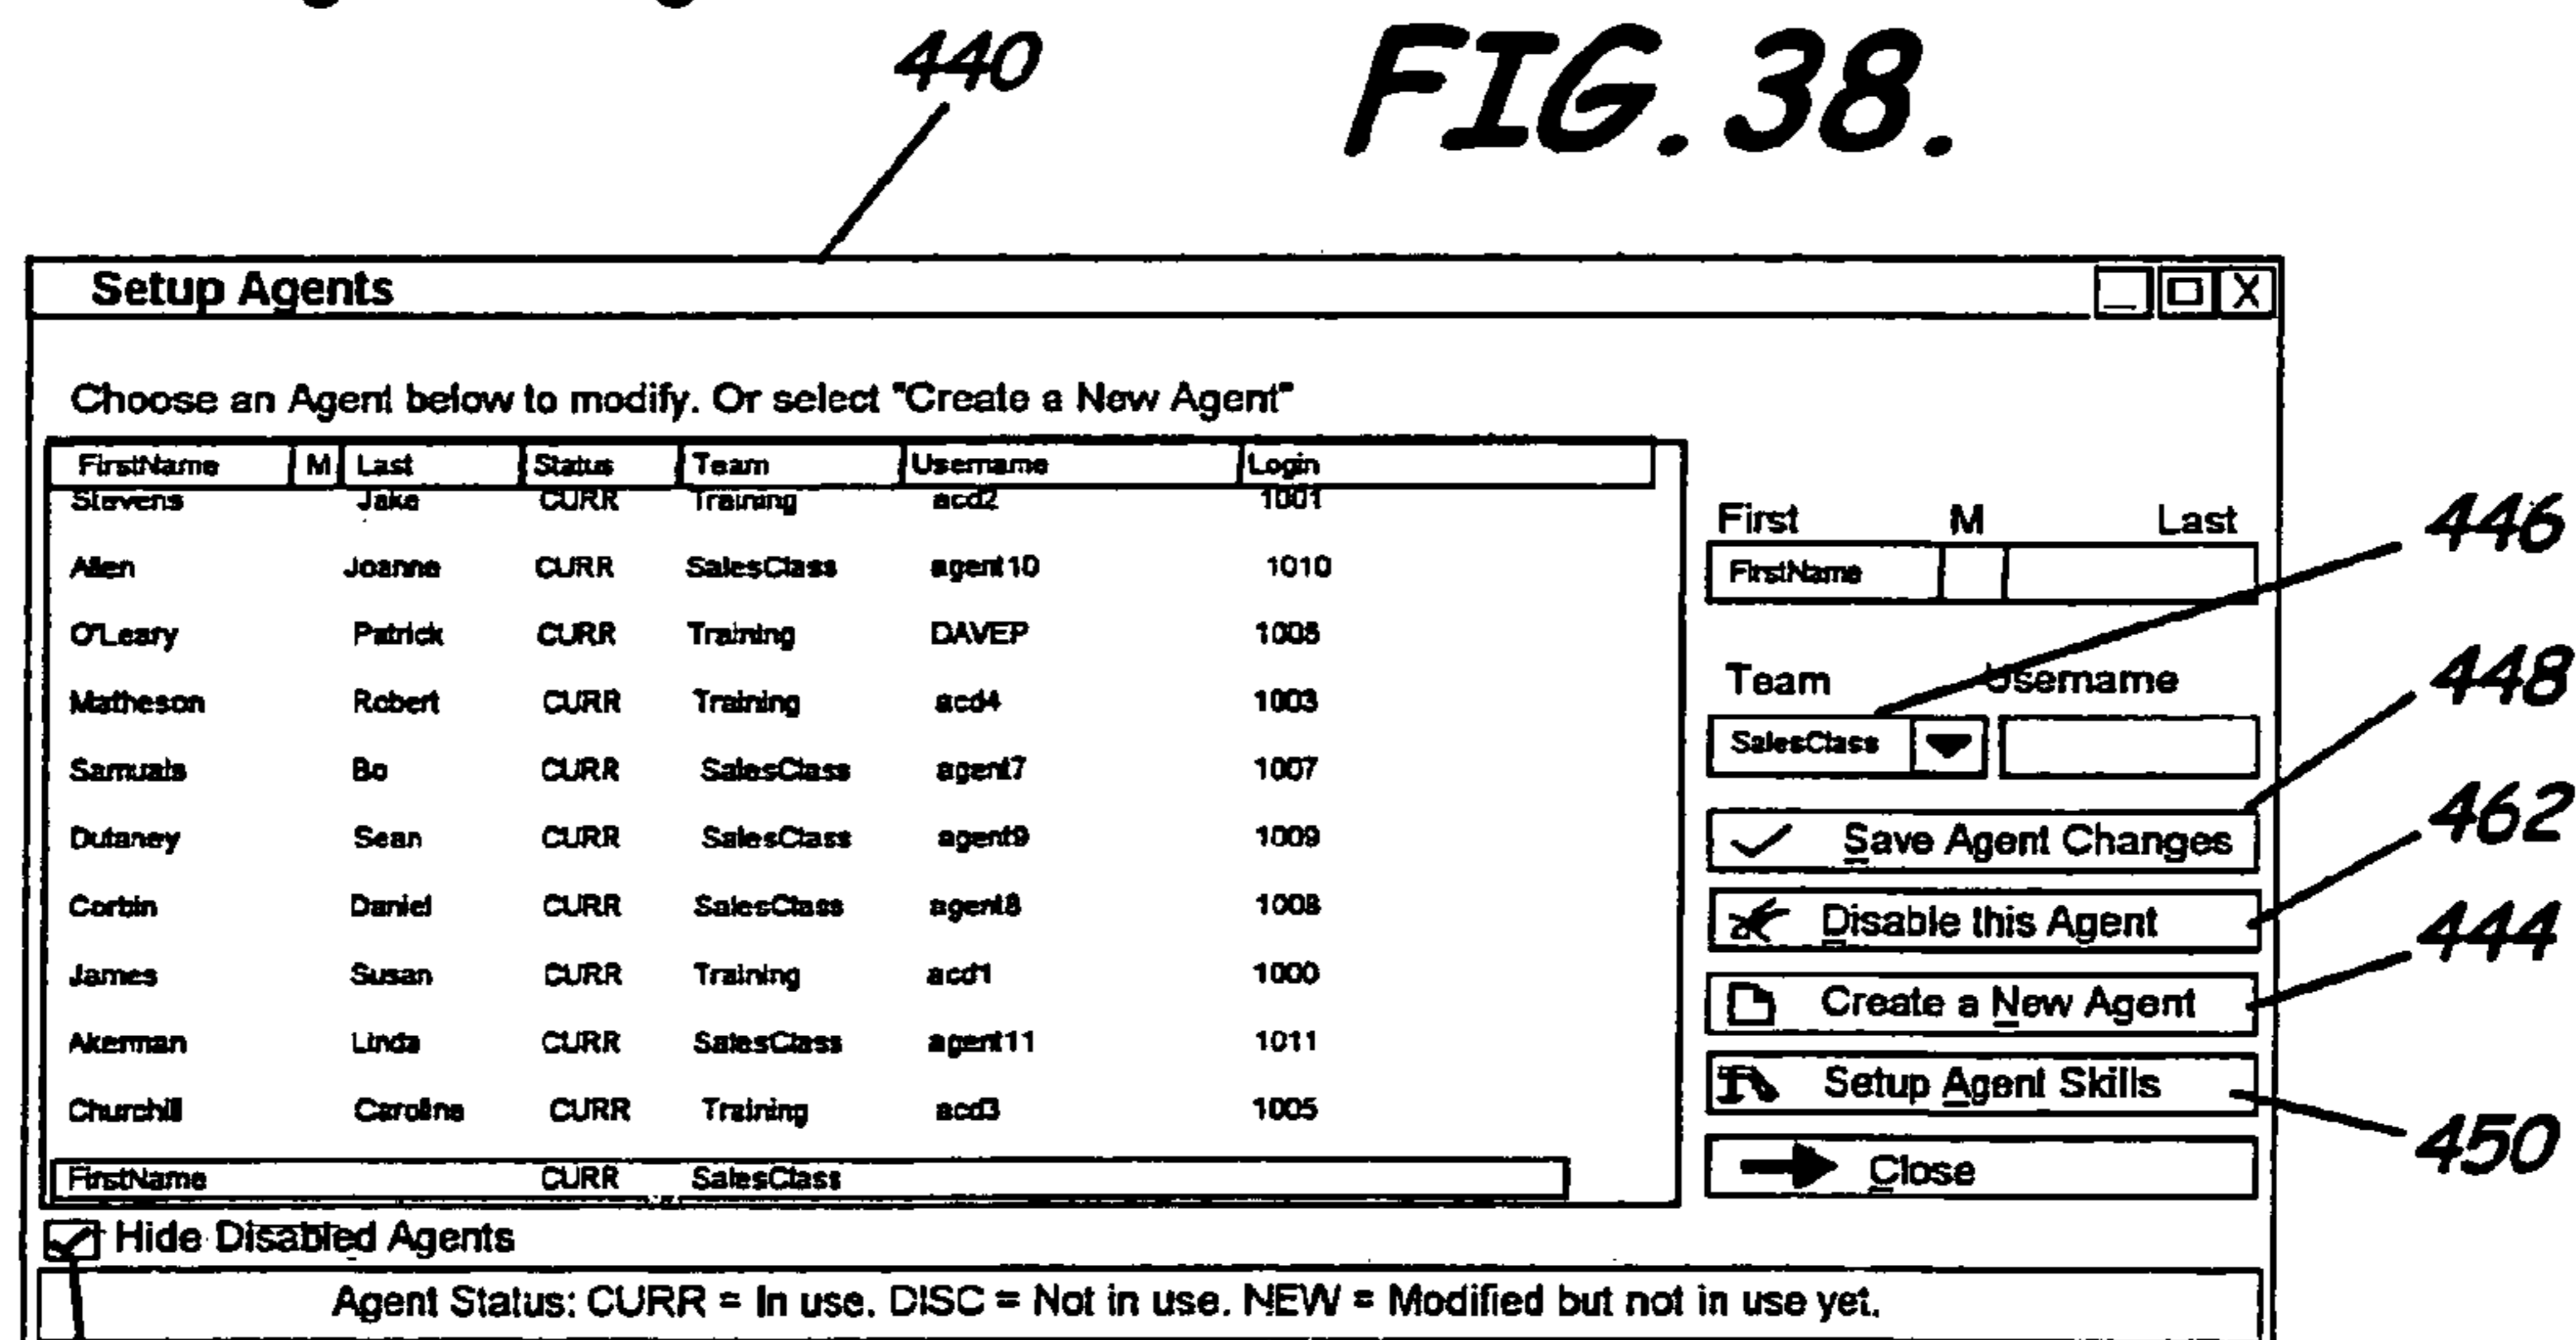 440
FIG. 38.
Setup Agents
Choose an Agent below to modify. Or select "Create a New Agent"
FirstName M Last Status Team Username Login
Stevens Jake CURR Training acd2 1001
Allen Joanne CURR SalesClass agent10 1010
O'Leary Patrick CURR Training DAVEP
Matheson Robert CURR Training acd4 1003
Samuals Bo CURR SalesClass agent7 1007
Dulaney Sean CURR SalesClass agent9 1009
Corbin Daniel CURR SalesClass agent8 1008
James Susan CURR Training acd1 1000
Akerman Linda CURR SalesClass agent11 1011
Churchill Caroline CURR Training acd3 1005
FirstName CURR SalesClass
Hide Disabled Agents
Agent Status: CURR = In use. DISC = Not in use. NEW = Modified but not in use yet.
First M Last
FirstName
446
Team Username
SalesClass
448
Save Agent Changes
462
Disable this Agent
444
Create a New Agent
Setup Agent Skills
450
Close